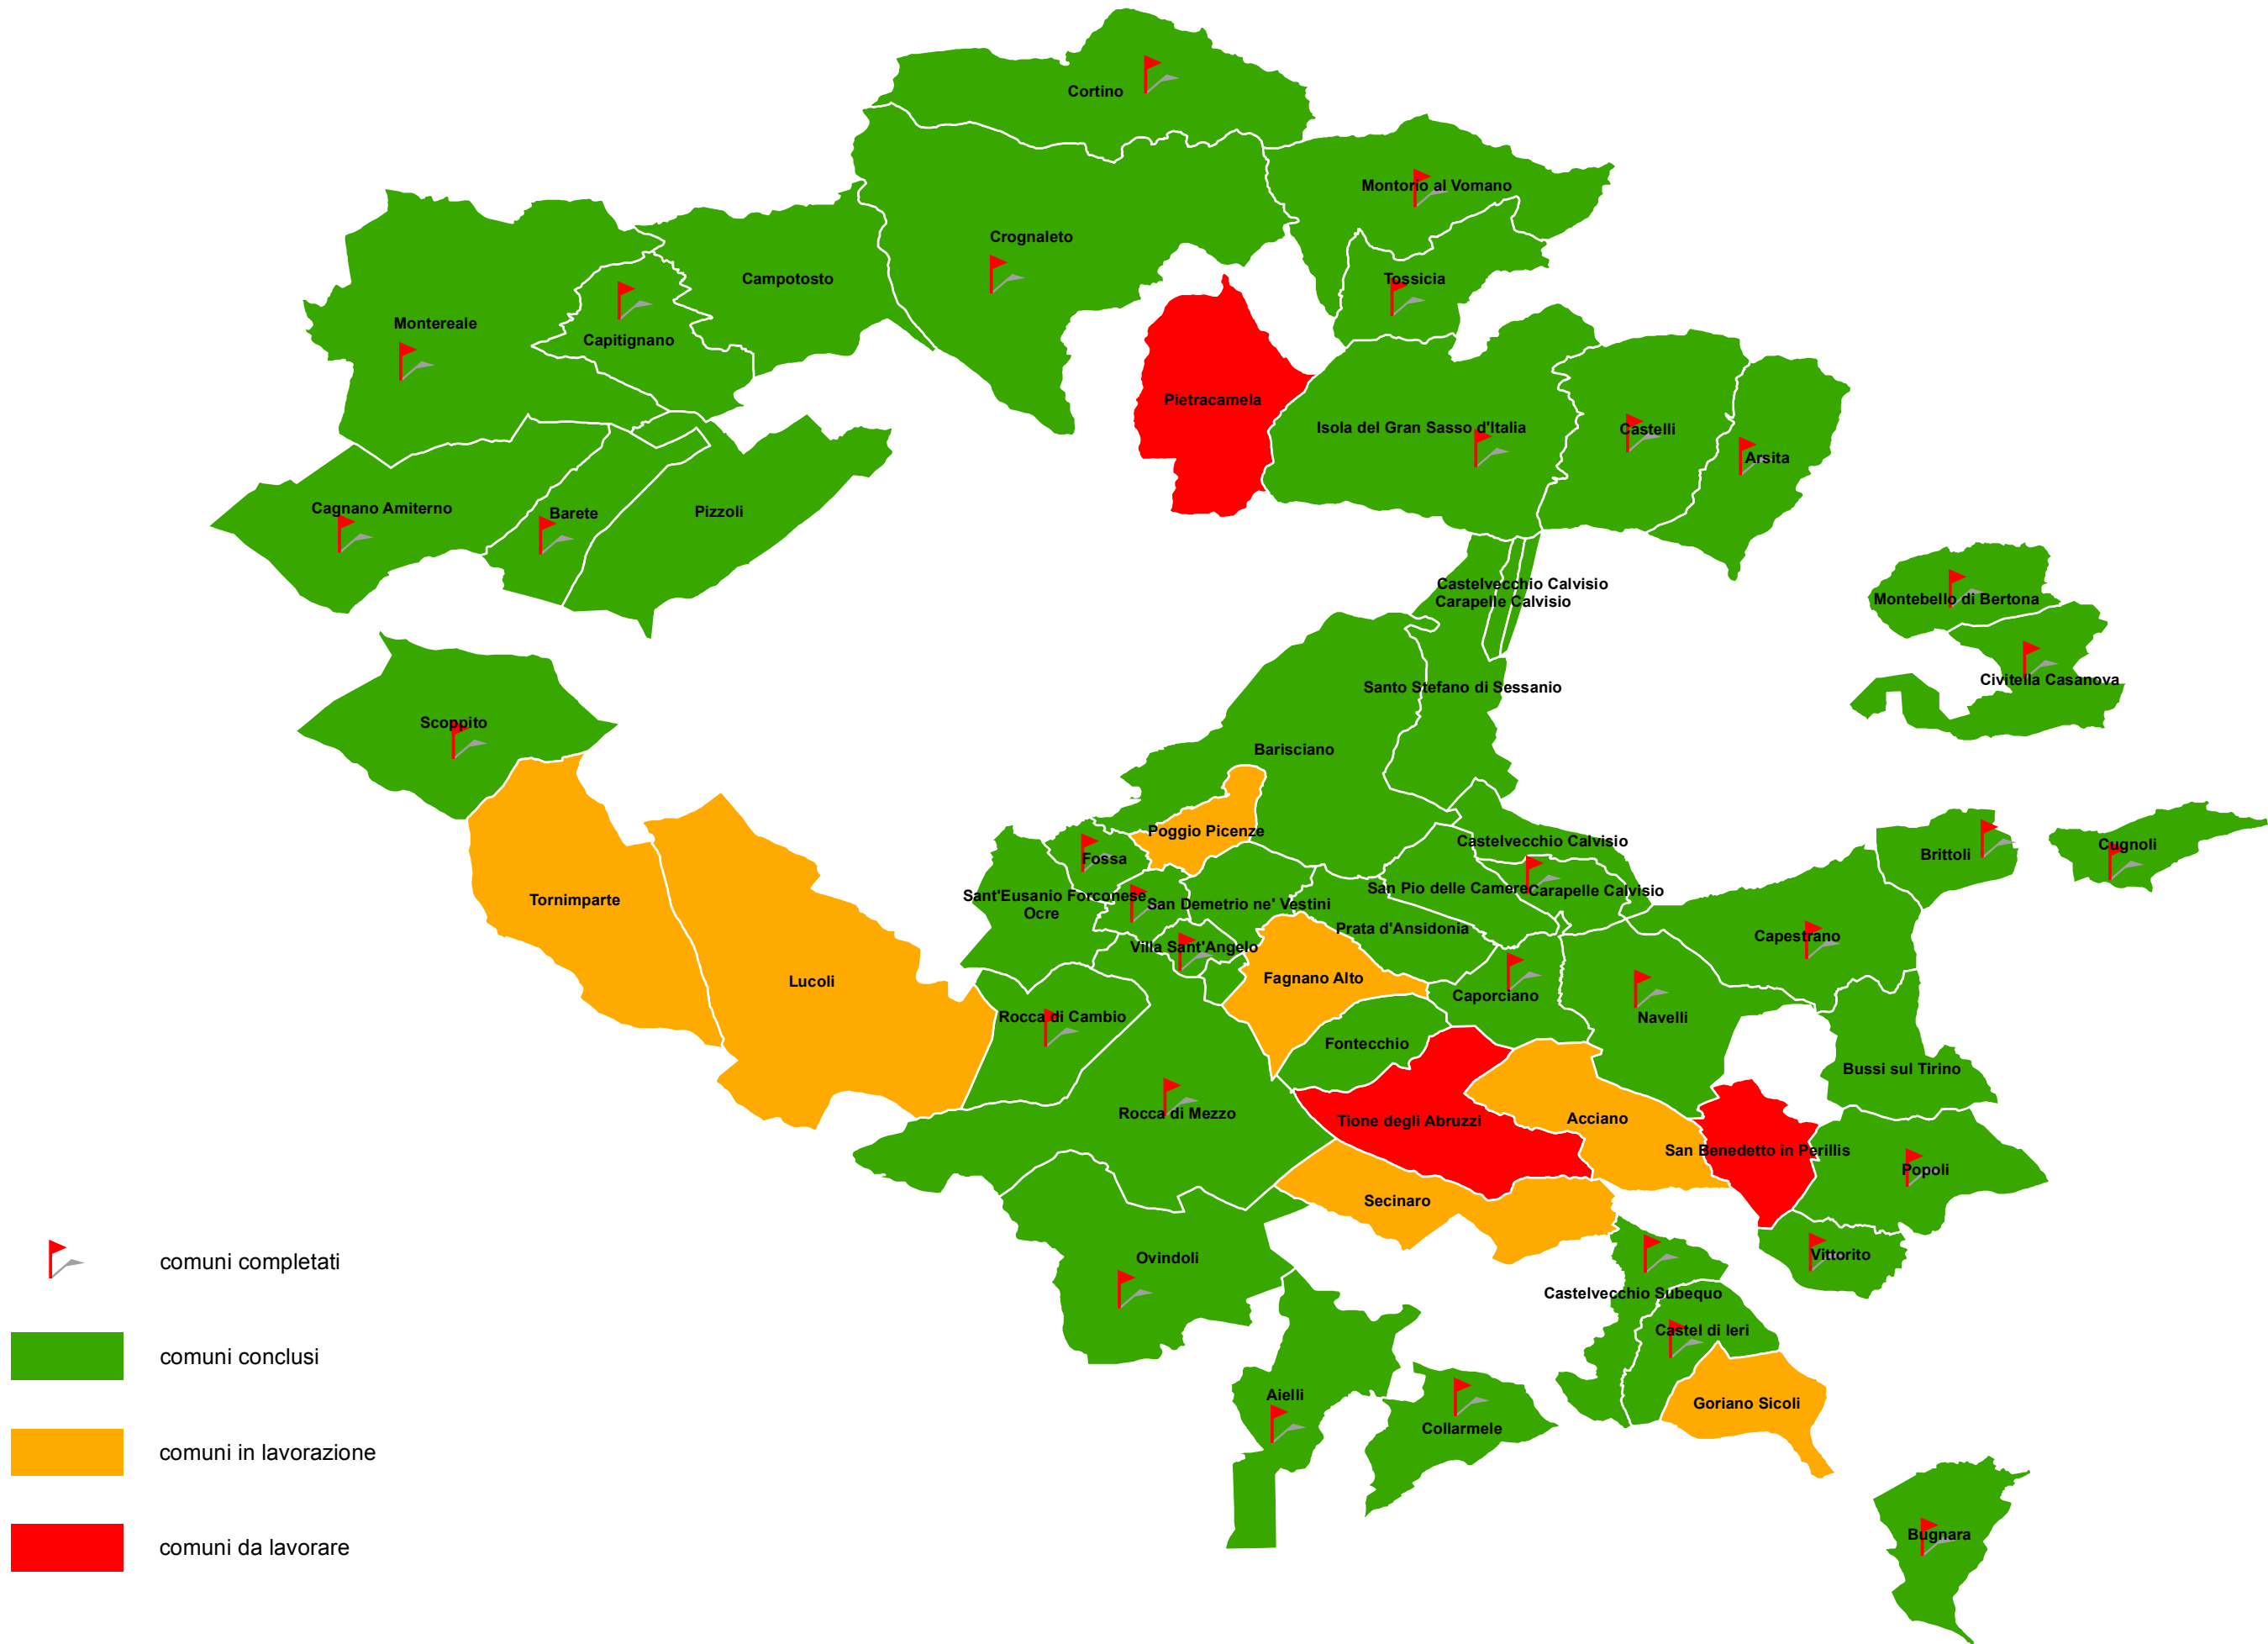 Cortino
Montorio al Vomano
Crognaleto
Campotosto
Tossicia
Montereale
Capitignano
Pietracamela
Isola del Gran Sasso d'Italia
Castelli
Arsita
Cagnano Amiterno
Barete
Pizzoli
Castelvecchio Calvisio
Carapelle Calvisio
Montebello di Bertona
Civitella Casanova
Santo Stefano di Sessanio
Scoppito
Barisciano
Poggio Picenze
Castelvecchio Calvisio
Cugnoli
Brittoli
Fossa
San Pio delle Camere
Carapelle Calvisio
Sant'Eusanio Forconese
Tornimparte
San Demetrio ne' Vestini
Ocre
Prata d'Ansidonia
Capestrano
Villa Sant'Angelo
Fagnano Alto
Lucoli
Caporciano
Rocca di Cambio
Navelli
Fontecchio
Bussi sul Tirino
Rocca di Mezzo
Tione degli Abruzzi
Acciano
San Benedetto in Perillis
Popoli
Secinaro
Ovindoli
Vittorito
Castelvecchio Subequo
Castel di Ieri
Aielli
Goriano Sicoli
Collarmele
Bugnara
comuni completati
comuni conclusi
comuni in lavorazione
comuni da lavorare